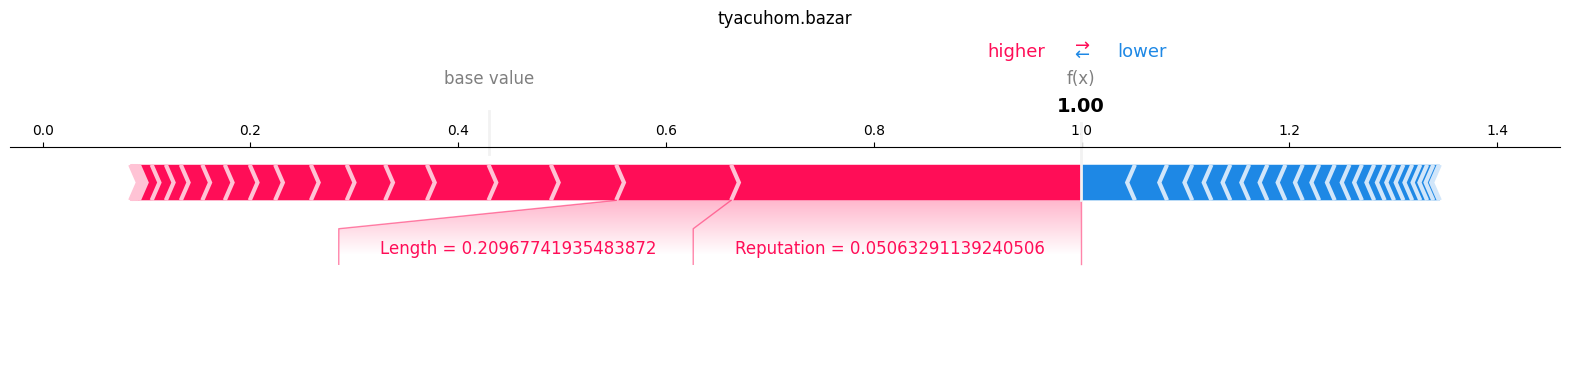 tyacuhom.bazar
higher ⇄ lower
base value f(x)
1.00
0.0 0.2 0.4 0.6 0.8 1.0 1.2 1.4
Length = 0.20967741935483872 Reputation = 0.05063291139240506